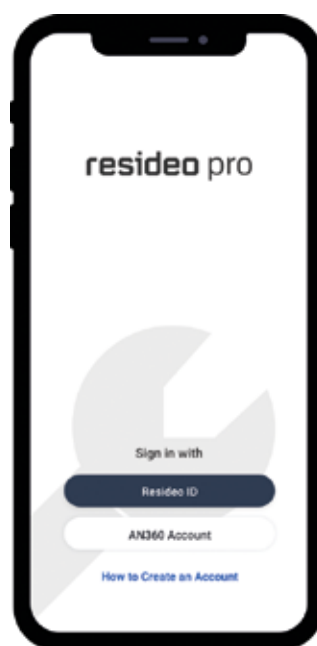 resideo pro
Sign in with
Resideo ID
AN360 Account
How to Create an Account